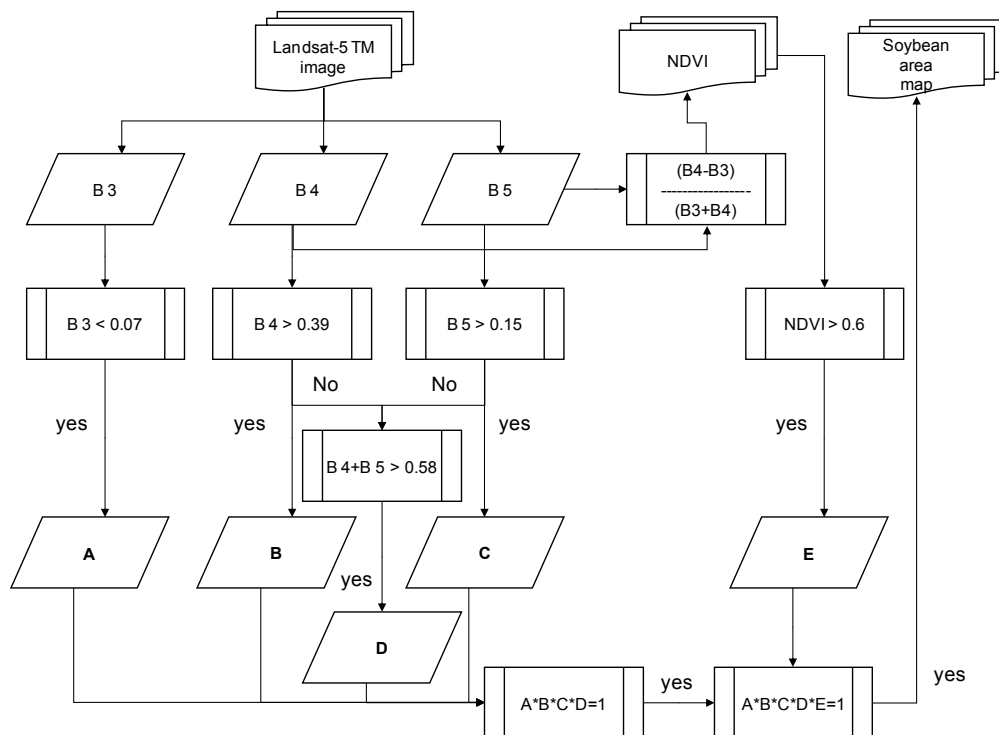 Landsat-5 TM
image
NDVI
Soybean
area
map
B 3
B 4
B 5
(B4-B3)
------------------
(B3+B4)
B 3 < 0.07
B 4 > 0.39
B 5 > 0.15
NDVI > 0.6
No
No
yes
yes
yes
yes
B 4+B 5 > 0.58
A
B
C
E
yes
D
A*B*C*D=1
yes
A*B*C*D*E=1
yes